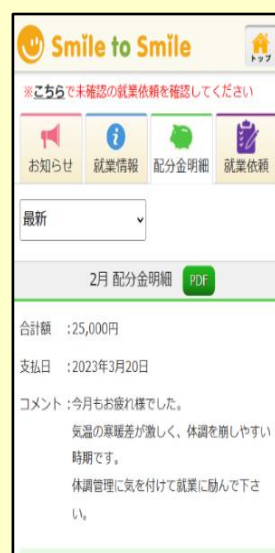 Smile to Smile
トップ
※こちらで未確認の就業依頼を確認してください
お知らせ 就業情報 配分金明細 就業依頼
最新
2月 配分金明細 PDF
合計額 :25,000円
支払日 :2023年3月20日
コメント :今月もお疲れ様でした。
気温の寒暖差が激しく、体調を崩しやすい
時期です。
体調管理に気を付けて就業に励んで下さ
い。